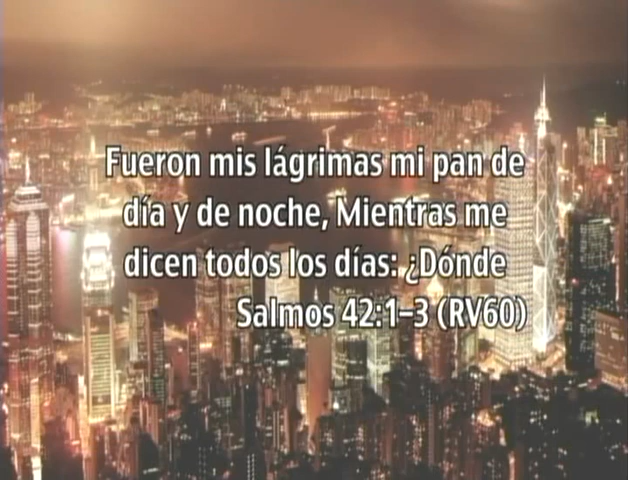 Fueron mis lágrimas mi pan de
día y de noche, Mientras me
dicen todos los días: ¿Dónde
Salmos 42:1–3 (RV60)